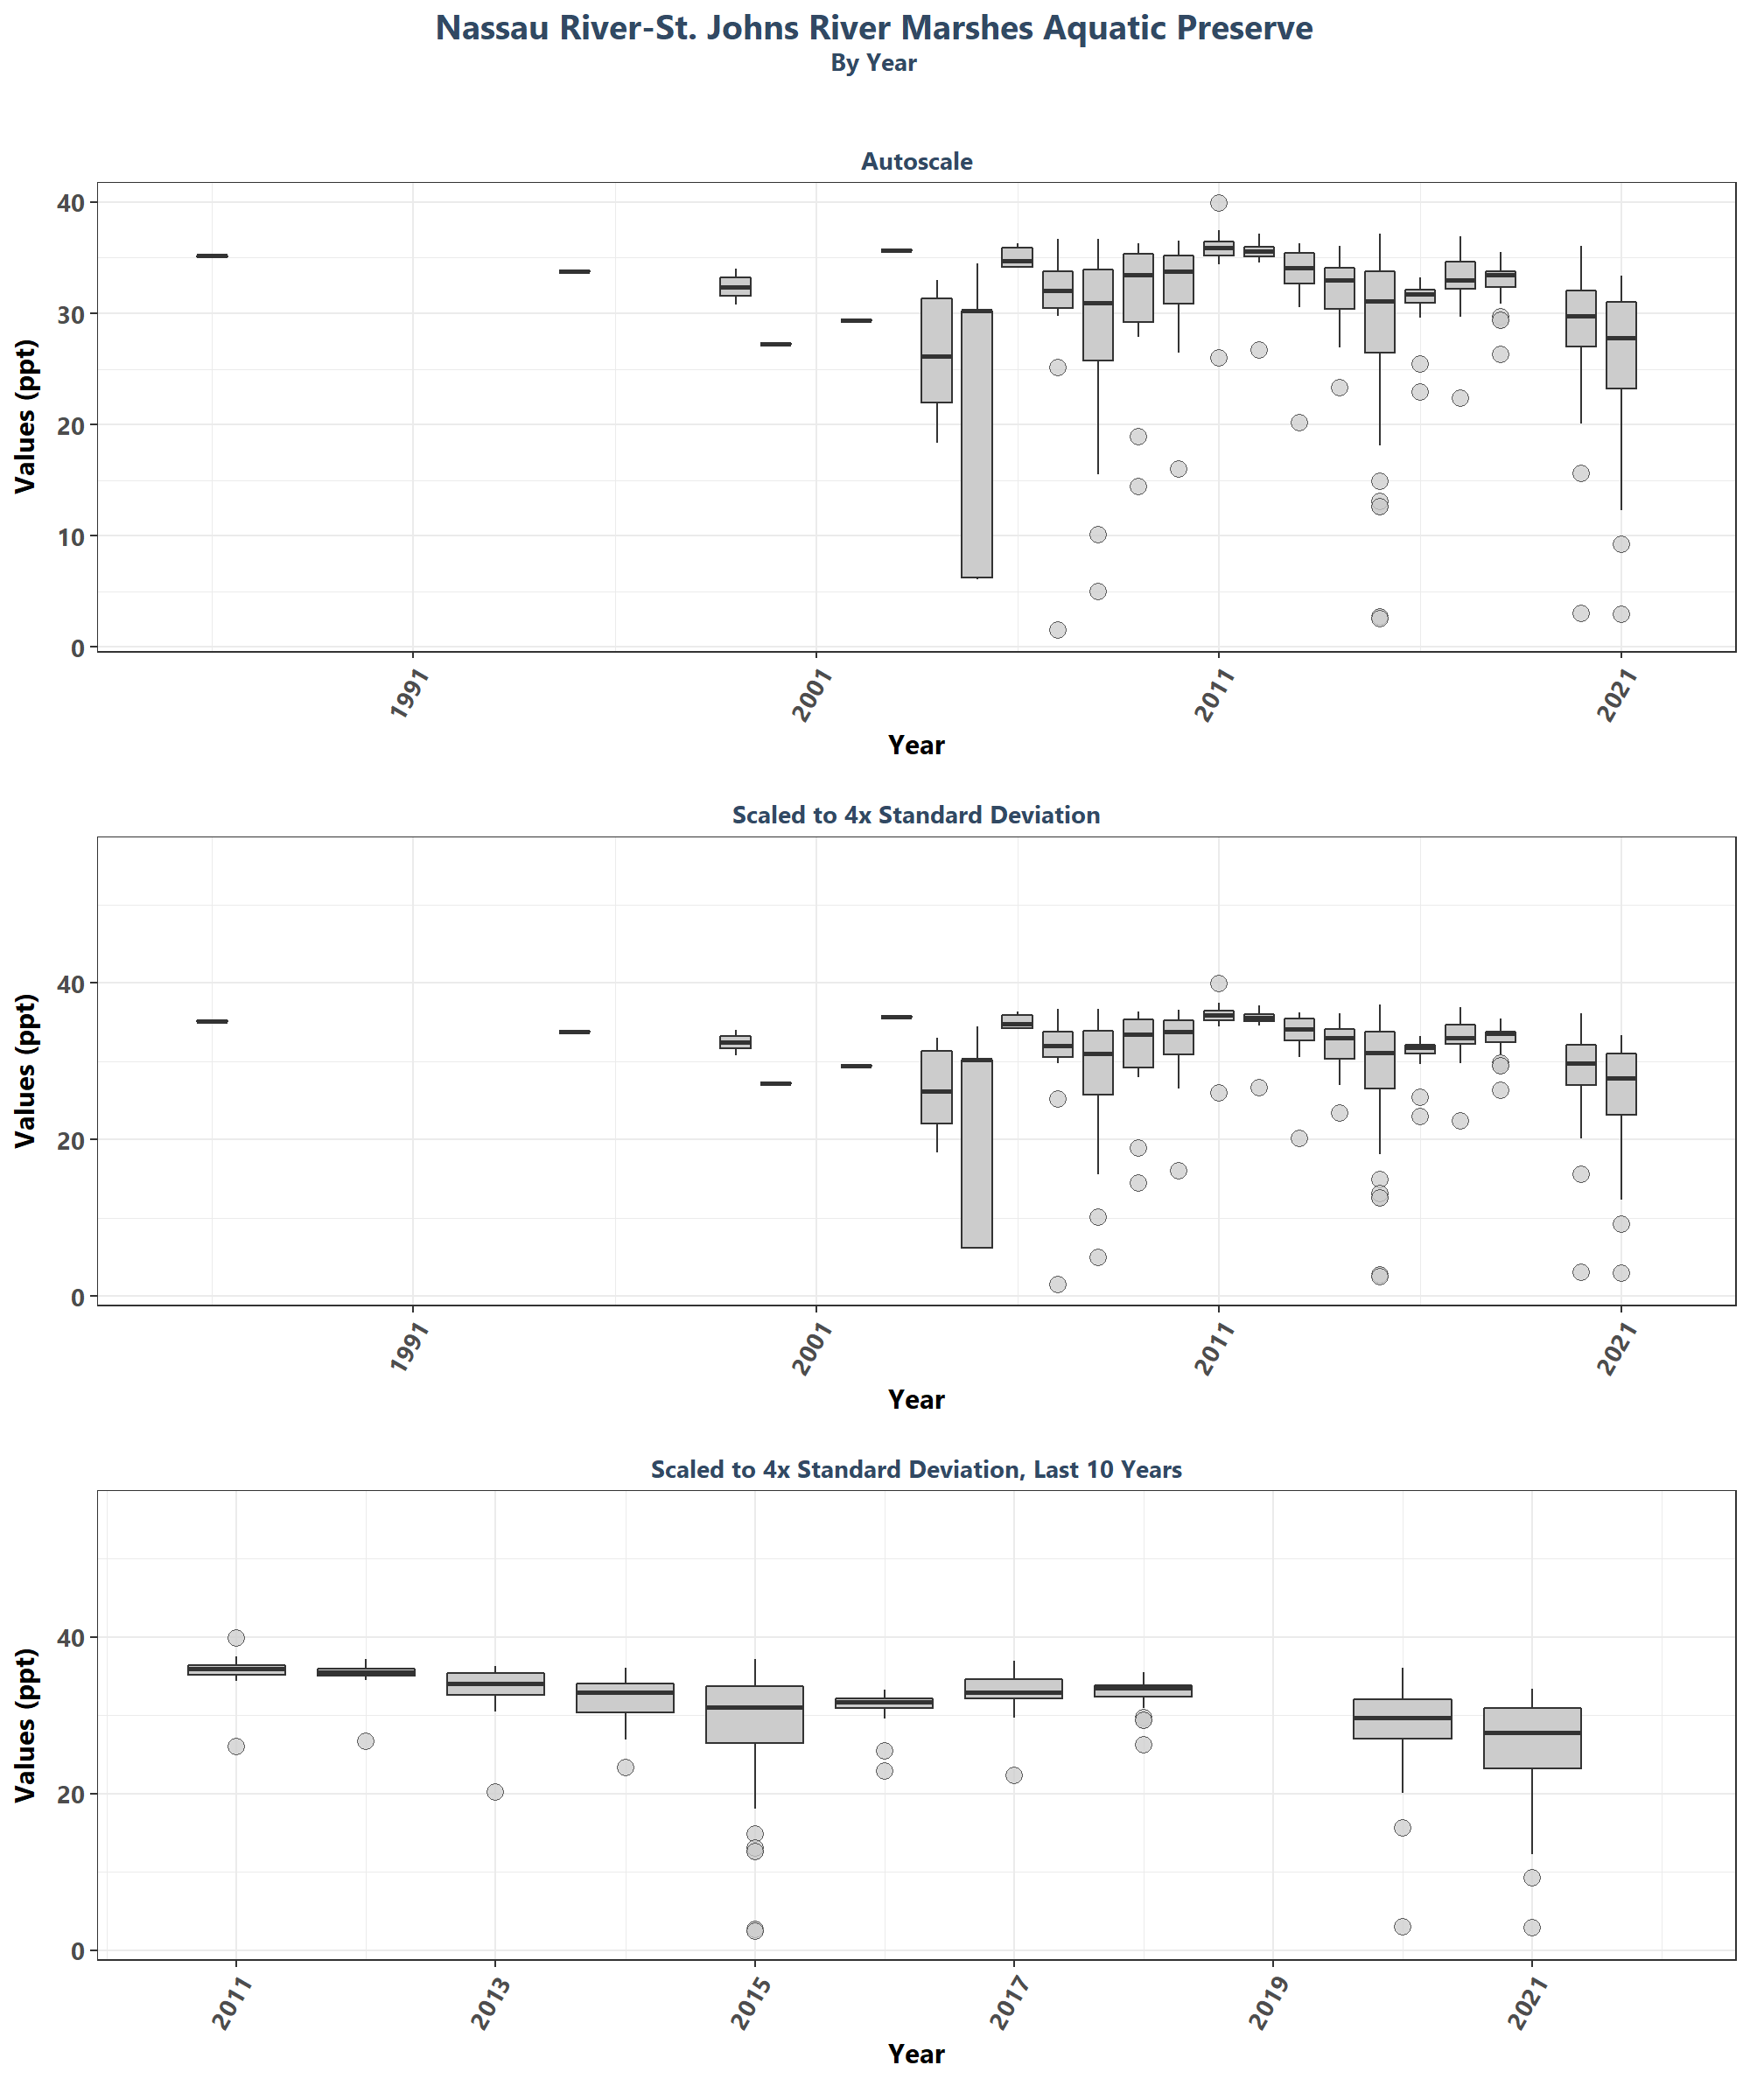 Nassau River-St. Johns River Marshes Aquatic Preserve
By Year
Autoscale
Values (ppt)
40
30
20
10
0
1991
2001
2011
2021
Year
Scaled to 4x Standard Deviation
Values (ppt)
40
20
0
1991
2001
2011
2021
Year
Scaled to 4x Standard Deviation, Last 10 Years
Values (ppt)
40
20
0
2011
2013
2015
2017
2019
2021
Year